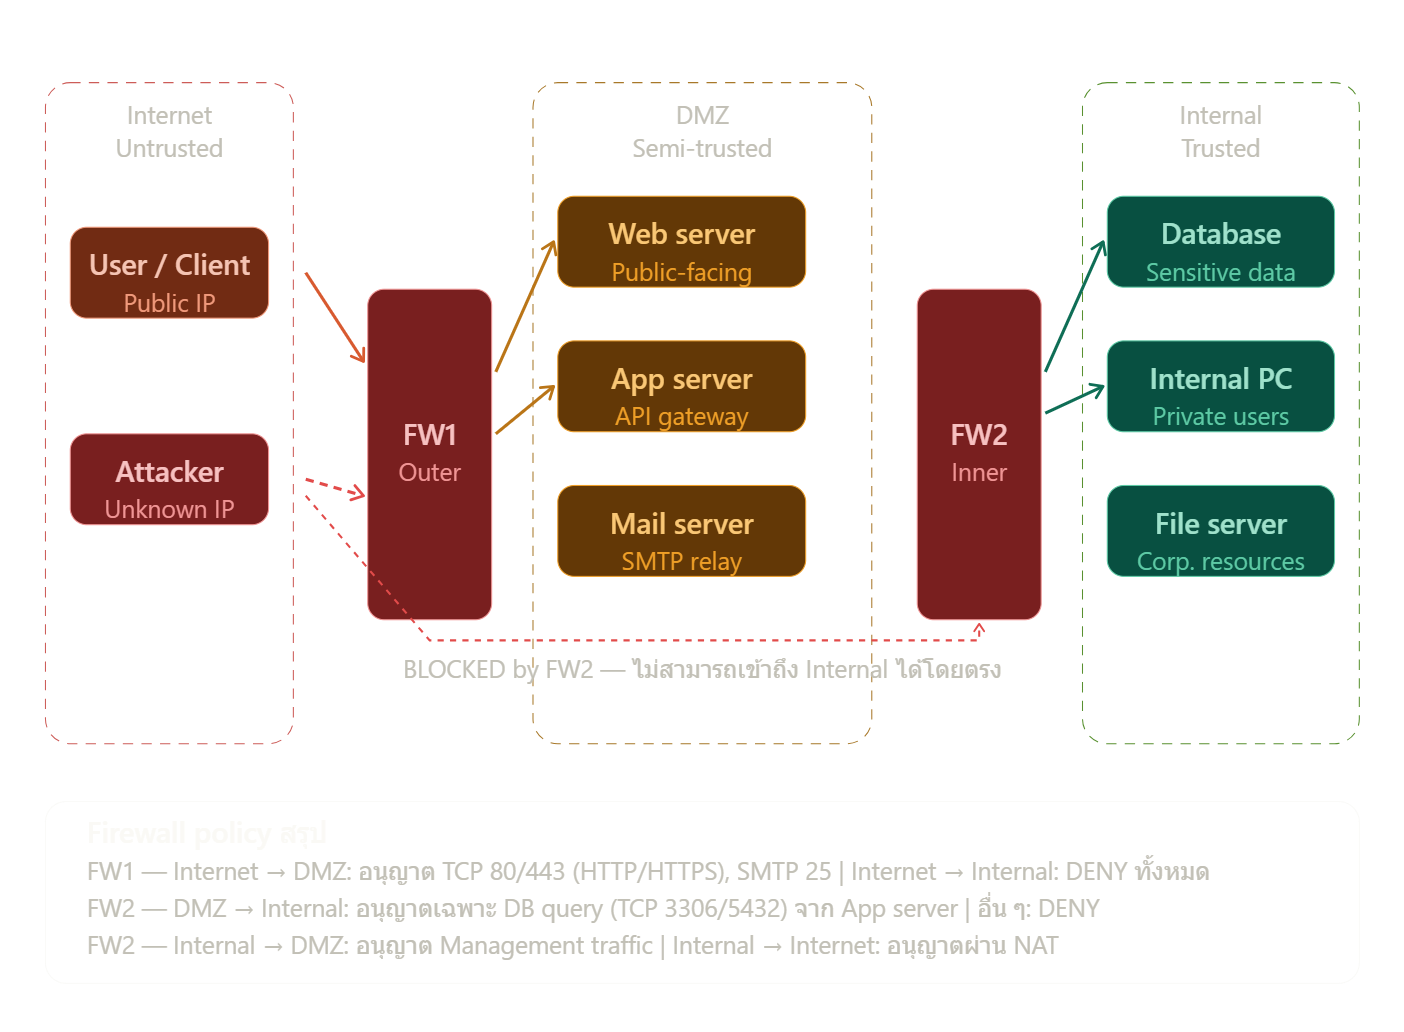 Internet
Untrusted
User / Client
Public IP
Attacker
Unknown IP
FW1
Outer
DMZ
Semi-trusted
Web server
Public-facing
App server
API gateway
Mail server
SMTP relay
FW2
Inner
Internal
Trusted
Database
Sensitive data
Internal PC
Private users
File server
Corp. resources
BLOCKED by FW2 — ไม่สามารถเข้าถึง Internal ได้โดยตรง
Firewall policy สรุป
FW1 — Internet → DMZ: อนุญาต TCP 80/443 (HTTP/HTTPS), SMTP 25 | Internet → Internal: DENY ทั้งหมด
FW2 — DMZ → Internal: อนุญาตเฉพาะ DB query (TCP 3306/5432) จาก App server | อื่น ๆ: DENY
FW2 — Internal → DMZ: อนุญาต Management traffic | Internal → Internet: อนุญาตผ่าน NAT